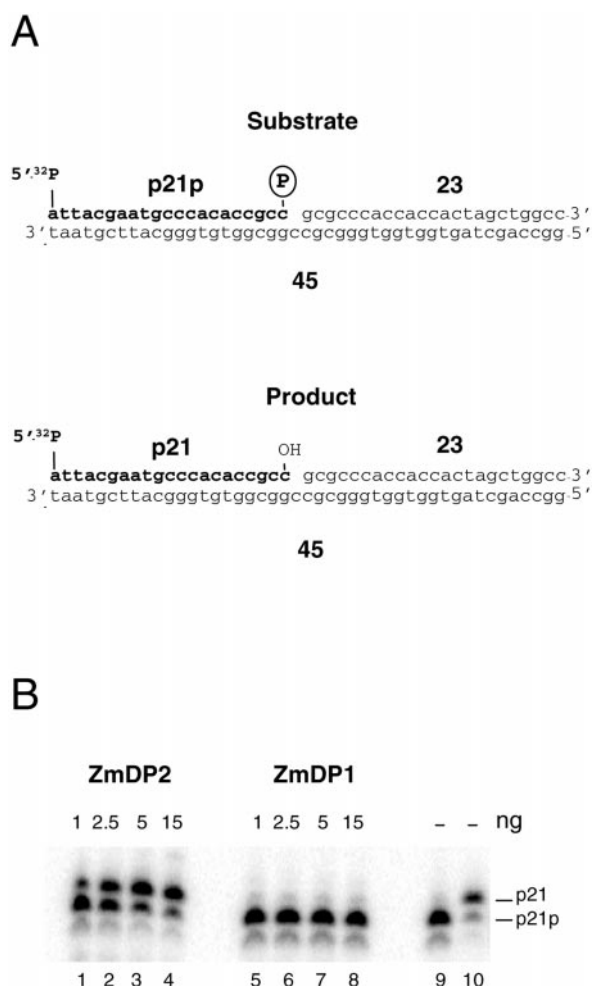 A
Substrate
5'32P p21p P 23
attacgaatgcccacaccgcc gcgcccaccaccactagctggcc-3'
3'taatgcttacgggtgtggcggccgcgggtggtggtgatcgaccgg-5'
45
Product
5'32P p21 OH 23
attacgaatgcccacaccgcc gcgcccaccaccactagctggcc-3'
3'taatgcttacgggtgtggcggccgcgggtggtggtgatcgaccgg-5'
45
B
ZmDP2 ZmDP1
1 2.5 5 15 1 2.5 5 15 – – ng
p21
p21p
1 2 3 4 5 6 7 8 9 10